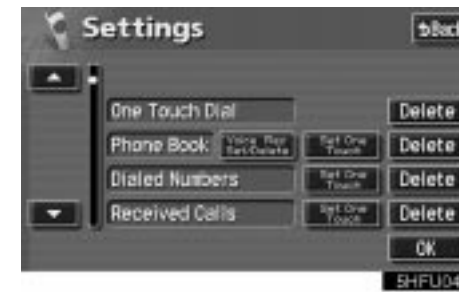 Settings Back
One Touch Dial Delete
Phone Book Voice Rec Set/Delete Set One Touch Delete
Dialed Numbers Set One Touch Delete
Received Calls Set One Touch Delete
OK
5HFU04